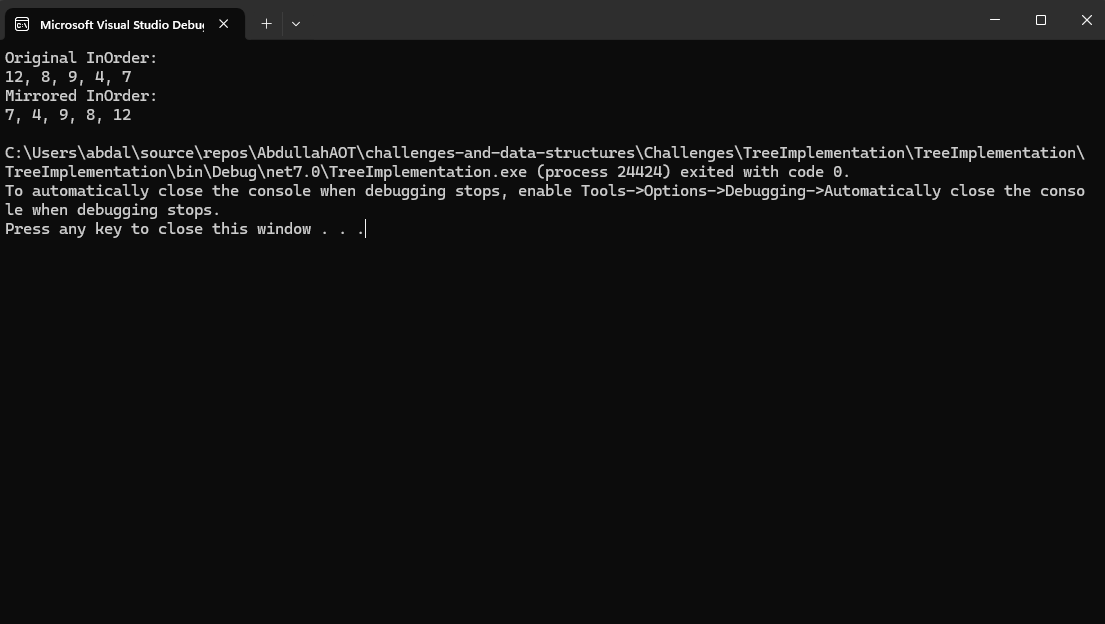 Microsoft Visual Studio Debu
Original InOrder:
12, 8, 9, 4, 7
Mirrored InOrder:
7, 4, 9, 8, 12
C:\Users\abdal\source\repos\AbdullahAOT\challenges-and-data-structures\Challenges\TreeImplementation\TreeImplementation\
TreeImplementation\bin\Debug\net7.0\TreeImplementation.exe (process 24424) exited with code 0.
To automatically close the console when debugging stops, enable Tools->Options->Debugging->Automatically close the conso
le when debugging stops.
Press any key to close this window . . .